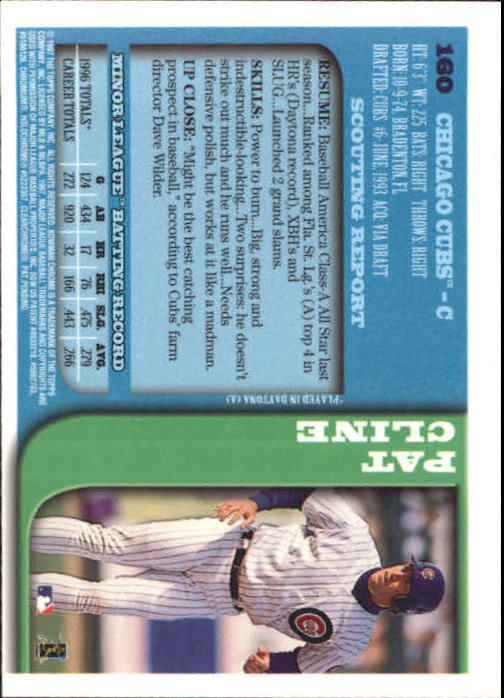 160 CHICAGO CUBS™ - C
HT: 6'3" WT: 225 BATS: RIGHT THROWS: RIGHT
BORN: 10-9-74 BRADENTON, FL
DRAFTED: CUBS #6-JUNE, 1993 ACQ: VIA DRAFT
SCOUTING REPORT
RESUME: Baseball America Class-A All Star last
season...Ranked among Fla. St. Lg.'s (A) top 4 in
HR's (Daytona record), XBH's and
SLUG...Launched 2 grand slams.
SKILLS: Power to burn...Big, strong and
indestructible-looking. Two surprises: he doesn't
strike out much and he runs well...Needs
defensive polish, but works at it like a madman.
UP CLOSE: "Might be the best catching
prospect in baseball," according to Cubs' farm
director Dave Wilder.
*PLAYED IN DAYTONA (A)
MINOR LEAGUE™ BATTING RECORD
G AB HR RBI SLG. AVG.
1996 TOTALS* 124 434 17 76 .475 .279
CAREER TOTALS 272 920 32 166 .443 .266
PAT
CLINE
C